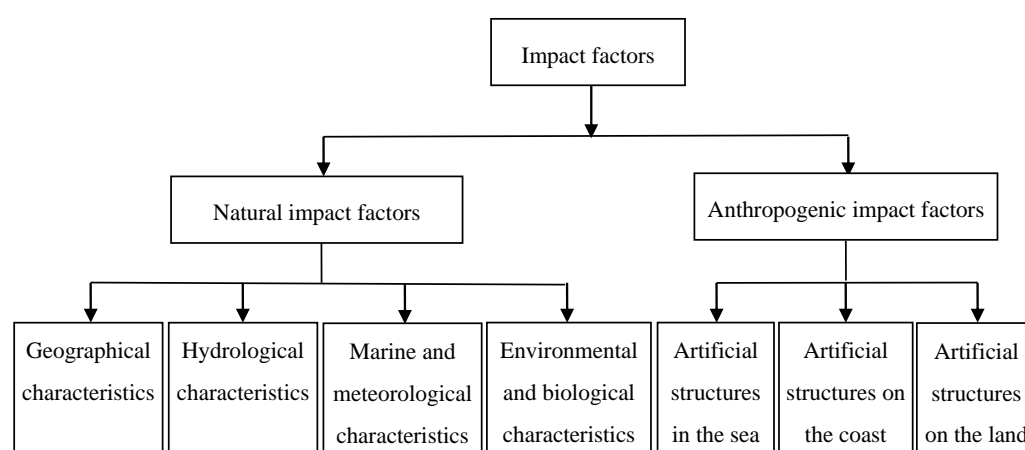 Impact factors
Natural impact factors
Anthropogenic impact factors
Geographical
characteristics
Hydrological
characteristics
Marine and
meteorological
characteristics
Environmental
and biological
characteristics
Artificial
structures
in the sea
Artificial
structures on
the coast
Artificial
structures
on the land